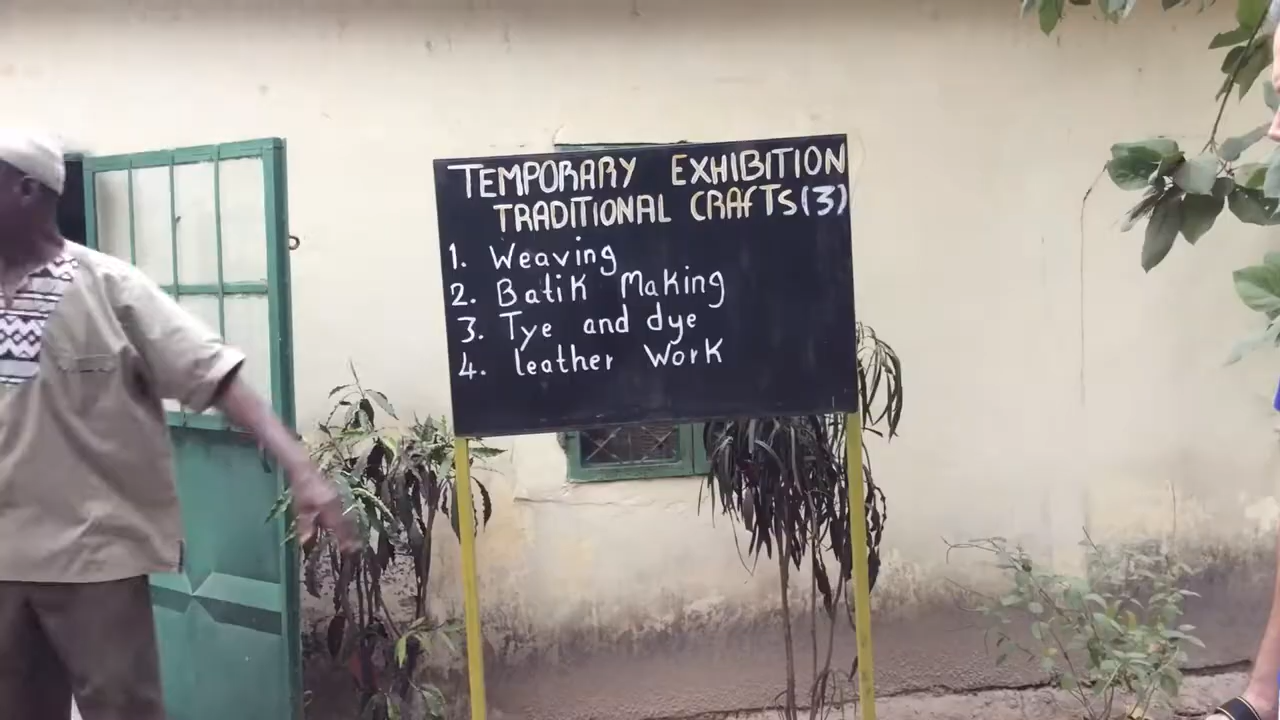 TEMPORARY EXHIBITION
TRADITIONAL CRAFTS(3)
1. Weaving
2. Batik Making
3. Tye and dye
4. leather Work